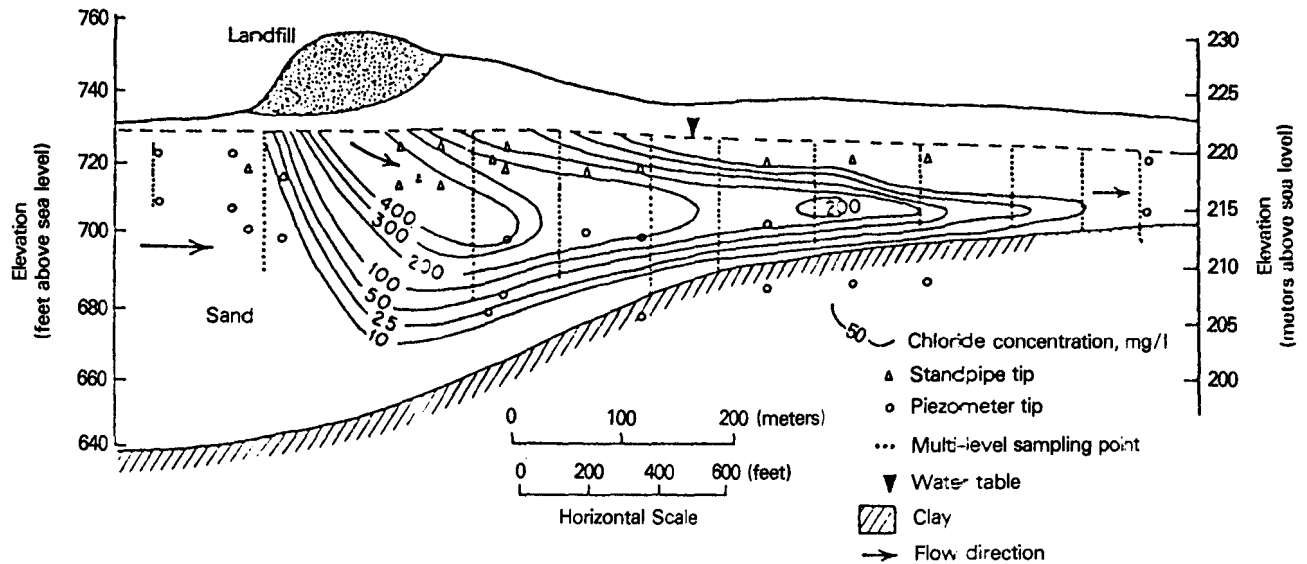 760
740
720
700
680
660
640
Elevation
(feet above sea level)
Landfill
Sand
400
300
100
50
25
10
230
225
220
215
210
205
200
Elevation
(meters above sea level)
50 Chloride concentration, mg/l
Standpipe tip
Piezometer tip
Multi-level sampling point
Water table
Clay
Flow direction
0 100 200 (meters)
0 200 400 600 (feet)
Horizontal Scale